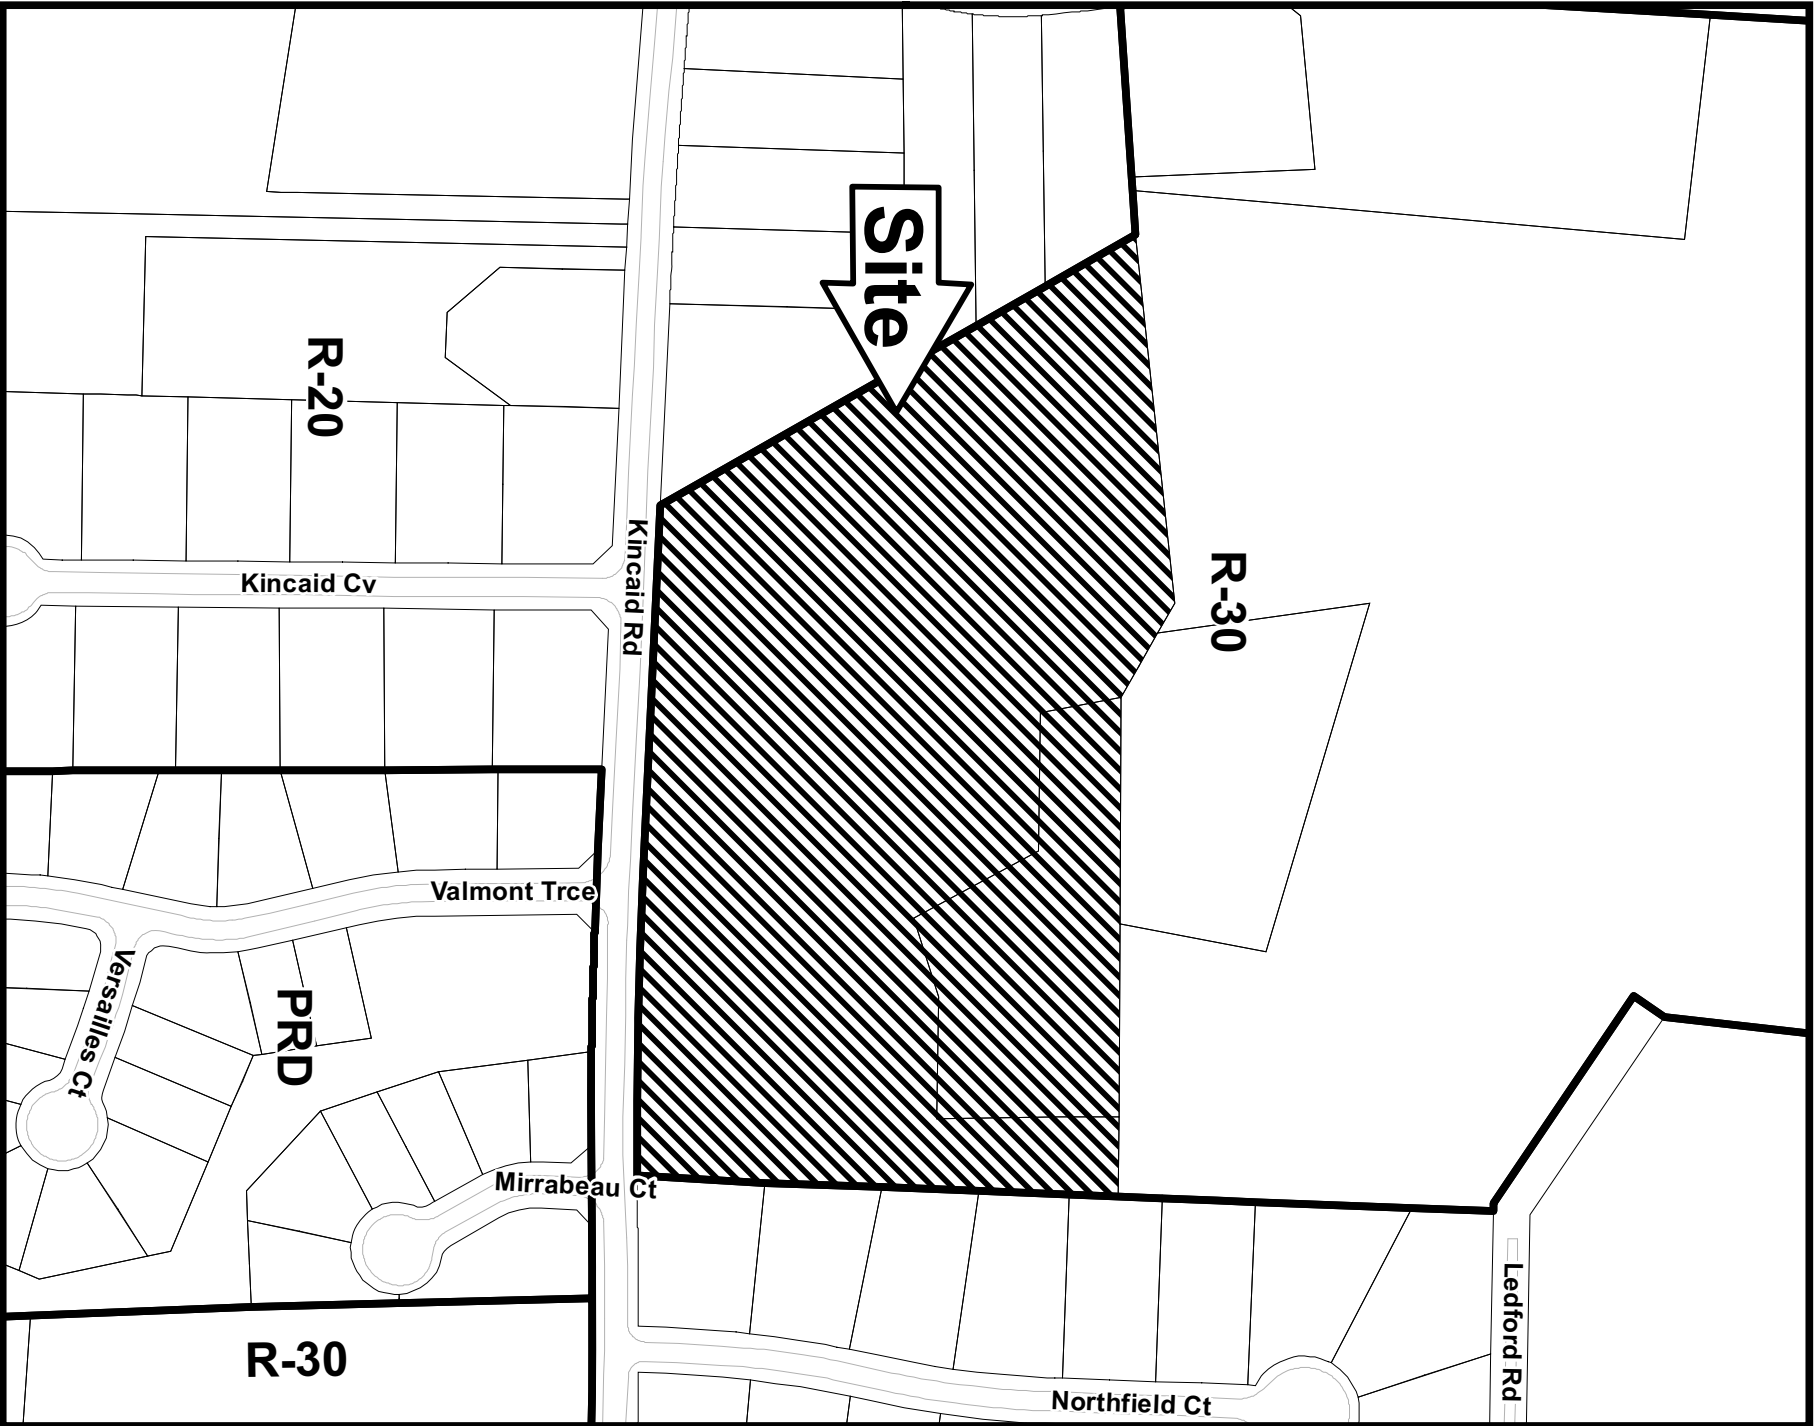 Site
R-20
Kincaid Rd
Kincaid Cv
R-30
Valmont Trce
Versailles Ct
PRD
Mirrabeau Ct
Ledford Rd
R-30
Northfield Ct